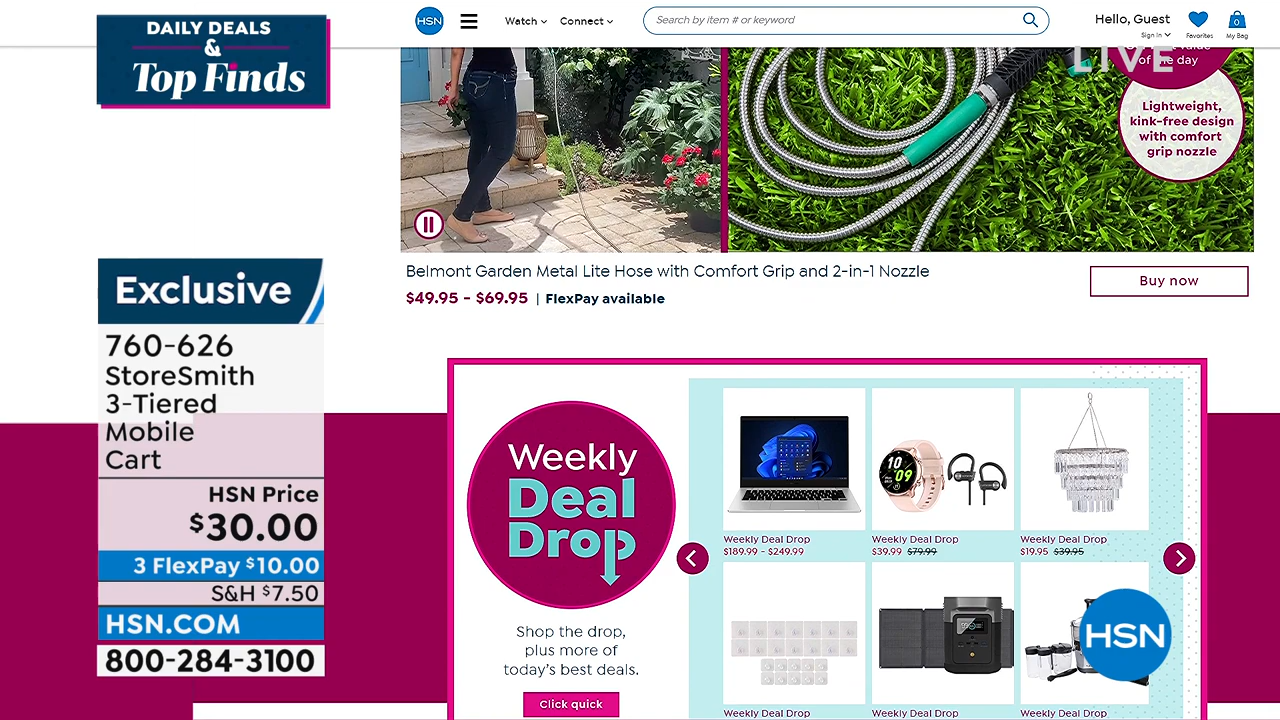 DAILY DEALS
&
Top Finds
Exclusive
760-626
StoreSmith
3-Tiered
Mobile
Cart
HSN Price
$30.00
3 FlexPay $10.00
S&H $7.50
HSN.COM
800-284-3100
HSN
Watch
Connect
Search by item # or keyword
Hello, Guest
Sign In
Favorites
0
My Bag
LIVE
of the day
Lightweight,
kink-free design
with comfort
grip nozzle
Belmont Garden Metal Lite Hose with Comfort Grip and 2-in-1 Nozzle
$49.95 - $69.95 | FlexPay available
Buy now
Weekly
Deal
Drop
Shop the drop,
plus more of
today's best deals.
Click quick
10
09
Weekly Deal Drop
$189.99 - $249.99
Weekly Deal Drop
$39.99 $79.99
Weekly Deal Drop
$19.95 $39.95
Weekly Deal Drop
Weekly Deal Drop
Weekly Deal Drop
HSN